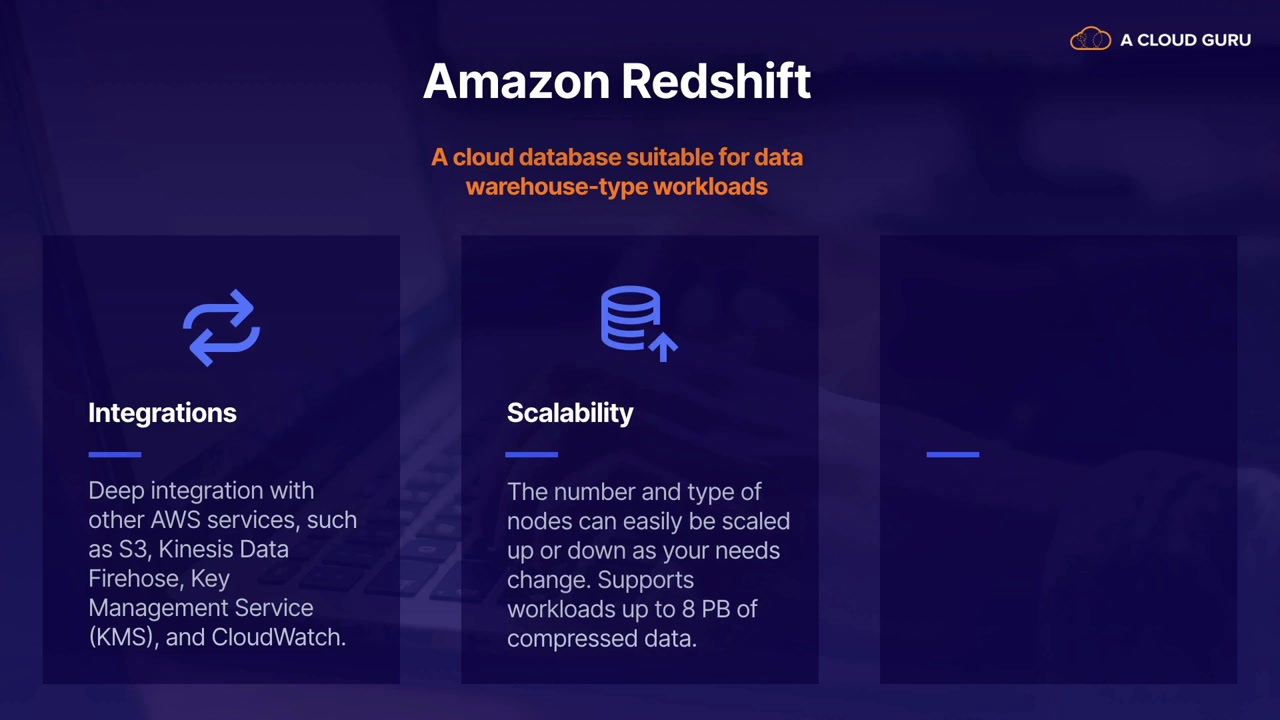 A CLOUD GURU
Amazon Redshift
A cloud database suitable for data
warehouse-type workloads
Integrations
Deep integration with
other AWS services, such
as S3, Kinesis Data
Firehose, Key
Management Service
(KMS), and CloudWatch.
Scalability
The number and type of
nodes can easily be scaled
up or down as your needs
change. Supports
workloads up to 8 PB of
compressed data.